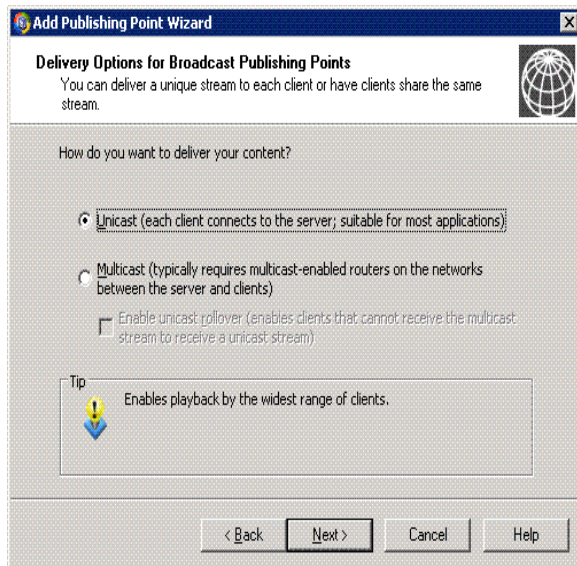 Add Publishing Point Wizard
Delivery Options for Broadcast Publishing Points
You can deliver a unique stream to each client or have clients share the same
stream.
How do you want to deliver your content?
Unicast (each client connects to the server; suitable for most applications)
Multicast (typically requires multicast-enabled routers on the networks
between the server and clients)
Enable unicast rollover (enables clients that cannot receive the multicast
stream to receive a unicast stream)
Tip
Enables playback by the widest range of clients.
< Back
Next >
Cancel
Help